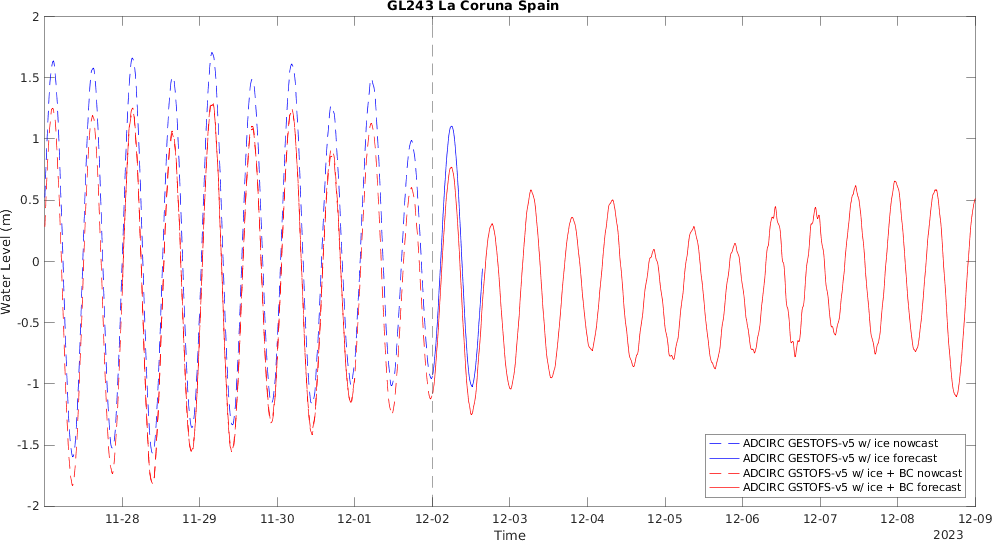 GL243 La Coruna Spain
2
1.5
1
0.5
0
-0.5
-1
-1.5
-2
Water Level (m)
ADCIRC GESTOFS-v5 w/ ice nowcast
ADCIRC GESTOFS-v5 w/ ice forecast
ADCIRC GSTOFS-v5 w/ ice + BC nowcast
ADCIRC GSTOFS-v5 w/ ice + BC forecast
11-28 11-29 11-30 12-01 12-02 12-03 12-04 12-05 12-06 12-07 12-08 12-09
Time
2023